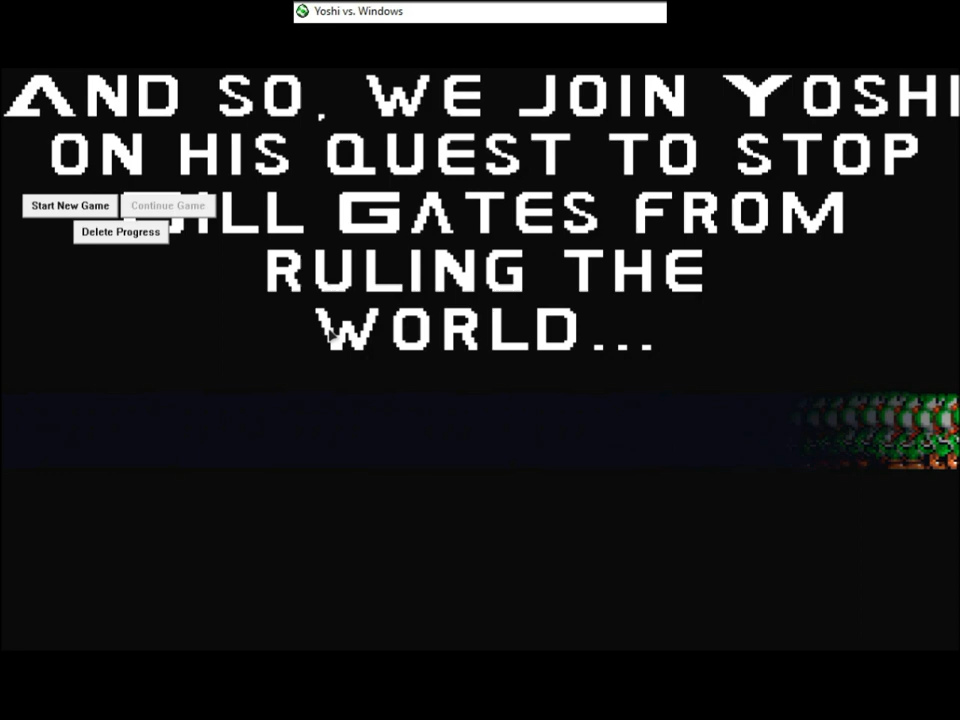 Yoshi vs. Windows
And so, we join Yoshi
on his quest to stop
Bill Gates from
ruling the
world...
Start New Game
Continue Game
Delete Progress